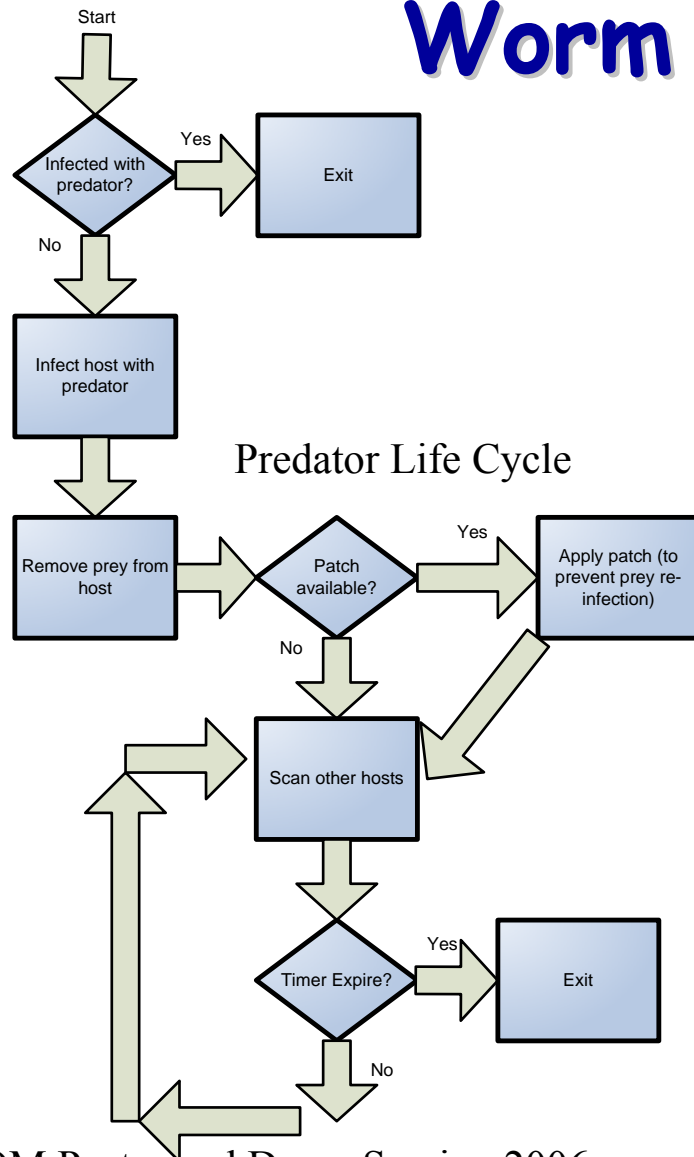 Worm
Start
Infected with
predator?
Yes
Exit
No
Infect host with
predator
Predator Life Cycle
Remove prey from
host
Patch
available?
Yes
Apply patch (to
prevent prey re-
infection)
No
Scan other hosts
Timer Expire?
Yes
Exit
No
2006